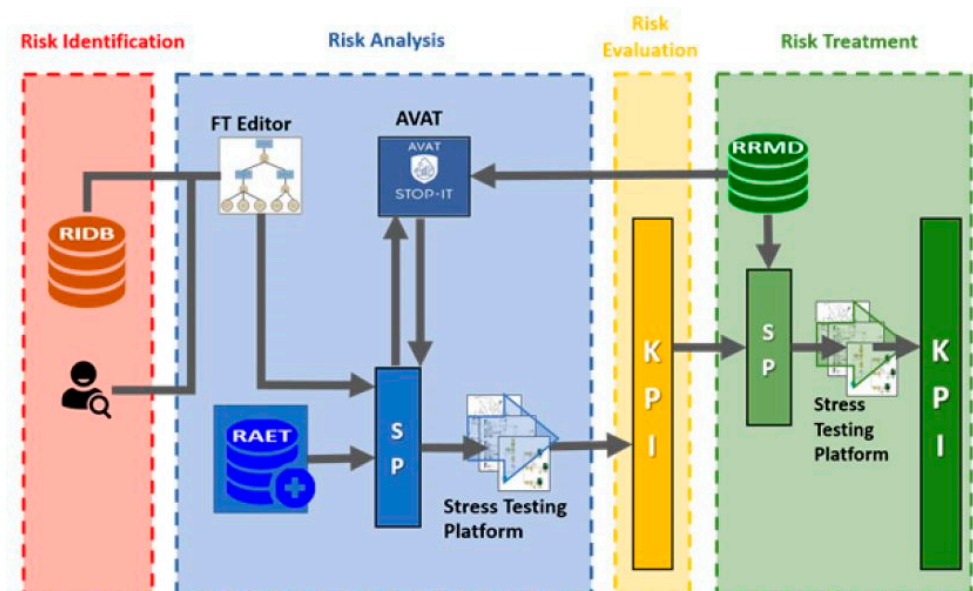 Risk Identification
Risk Analysis
Risk
Evaluation
Risk Treatment
FT Editor
AVAT
AVAT
STOP-IT
RRMD
RIDB
RAET
S
P
Stress Testing
Platform
K
P
I
S
P
Stress
Testing
Platform
K
P
I